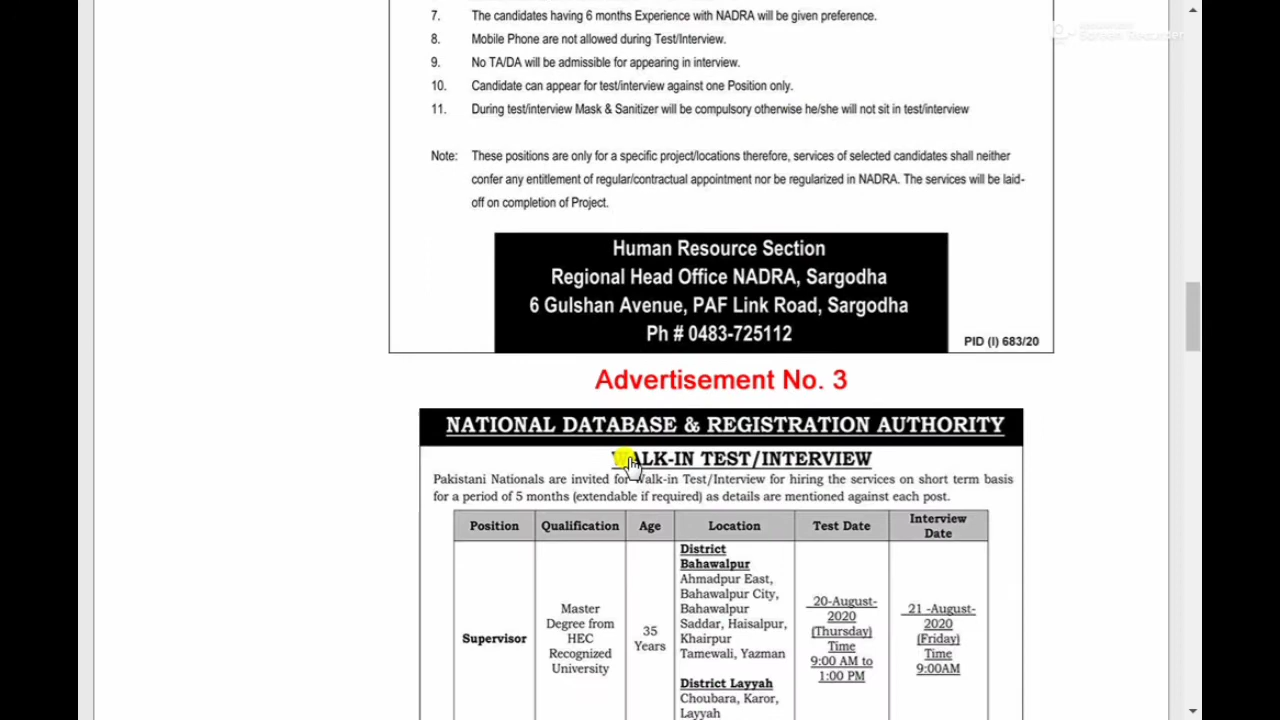 7. The candidates having 6 months Experience with NADRA will be given preference.
8. Mobile Phone are not allowed during Test/Interview.
9. No TA/DA will be admissible for appearing in interview.
10. Candidate can appear for test/interview against one Position only.
11. During test/interview Mask & Sanitizer will be compulsory otherwise he/she will not sit in test/interview
Note: These positions are only for a specific project/locations therefore, services of selected candidates shall neither
confer any entitlement of regular/contractual appointment nor be regularized in NADRA. The services will be laid-
off on completion of Project.
Human Resource Section
Regional Head Office NADRA, Sargodha
6 Gulshan Avenue, PAF Link Road, Sargodha
Ph # 0483-725112
PID (I) 683/20
Advertisement No. 3
NATIONAL DATABASE & REGISTRATION AUTHORITY
WALK-IN TEST/INTERVIEW
Pakistani Nationals are invited for Walk-in Test/Interview for hiring the services on short term basis
for a period of 5 months (extendable if required) as details are mentioned against each post.
Position Qualification Age Location Test Date Interview
Date
Supervisor
Master
Degree from
HEC
Recognized
University
35
Years
District
Bahawalpur
Ahmadpur East,
Bahawalpur City,
Bahawalpur
Saddar, Haisalpur,
Khairpur
Tamewali, Yazman
District Layyah
Choubara, Karor,
Layyah
20-August-
2020
(Thursday)
Time
9:00 AM to
1:00 PM
21 -August-
2020
(Friday)
Time
9:00AM